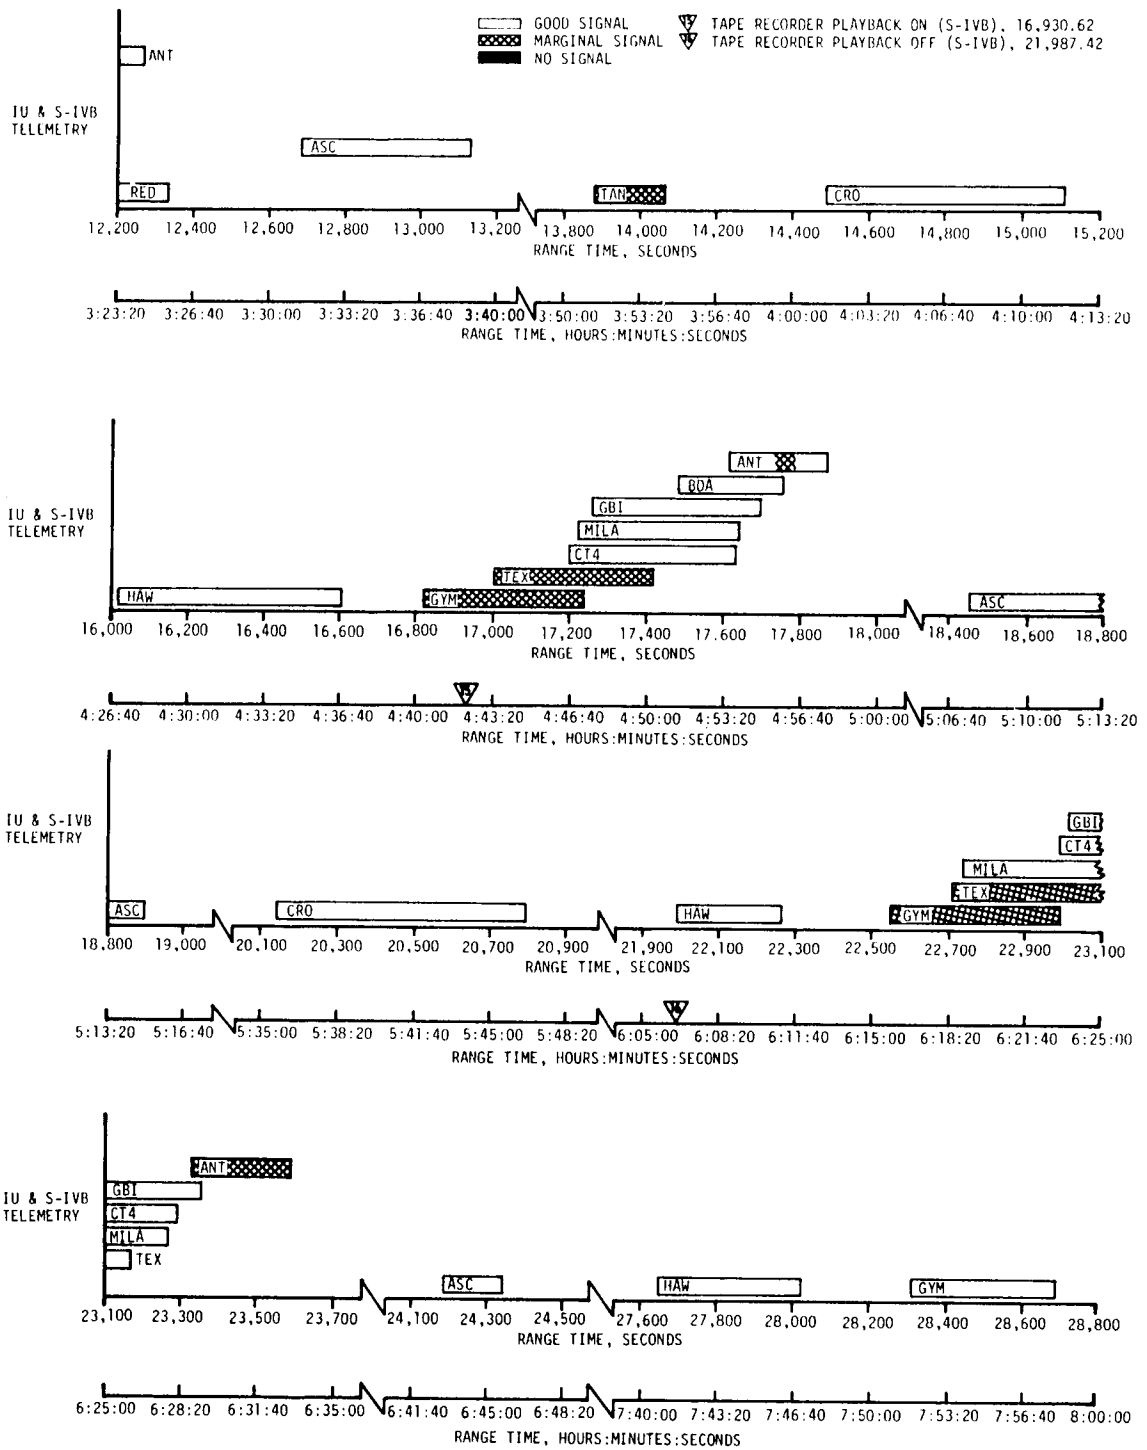 GOOD SIGNAL
MARGINAL SIGNAL
NO SIGNAL
15 TAPE RECORDER PLAYBACK ON (S-IVB), 16,930.62
16 TAPE RECORDER PLAYBACK OFF (S-IVB), 21,987.42
IU & S-IVB
TELEMETRY
ANT
ASC
RED TAN CRO
12,200 12,400 12,600 12,800 13,000 13,200 13,800 14,000 14,200 14,400 14,600 14,800 15,000 15,200
RANGE TIME, SECONDS
3:23:20 3:26:40 3:30:00 3:33:20 3:36:40 3:40:00 3:50:00 3:53:20 3:56:40 4:00:00 4:03:20 4:06:40 4:10:00 4:13:20
RANGE TIME, HOURS:MINUTES:SECONDS
IU & S-IVB
TELEMETRY
ANT
BDA
GBI
MILA
CT4
TEX
HAW GYM ASC
16,000 16,200 16,400 16,600 16,800 17,000 17,200 17,400 17,600 17,800 18,000 18,400 18,600 18,800
RANGE TIME, SECONDS
15
4:26:40 4:30:00 4:33:20 4:36:40 4:40:00 4:43:20 4:46:40 4:50:00 4:53:20 4:56:40 5:00:00 5:06:40 5:10:00 5:13:20
RANGE TIME, HOURS:MINUTES:SECONDS
IU & S-IVB
TELEMETRY
GBI
CT4
MILA
TEX
ASC CRO HAW GYM
18,800 19,000 20,100 20,300 20,500 20,700 20,900 21,900 22,100 22,300 22,500 22,700 22,900 23,100
RANGE TIME, SECONDS
16
5:13:20 5:16:40 5:35:00 5:38:20 5:41:40 5:45:00 5:48:20 6:05:00 6:08:20 6:11:40 6:15:00 6:18:20 6:21:40 6:25:00
RANGE TIME, HOURS:MINUTES:SECONDS
IU & S-IVB
TELEMETRY
ANT
GBI
CT4
MILA
TEX
ASC HAW GYM
23,100 23,300 23,500 23,700 24,100 24,300 24,500 27,600 27,800 28,000 28,200 28,400 28,600 28,800
RANGE TIME, SECONDS
6:25:00 6:28:20 6:31:40 6:35:00 6:41:40 6:45:00 6:48:20 7:40:00 7:43:20 7:46:40 7:50:00 7:53:20 7:56:40 8:00:00
RANGE TIME, HOURS:MINUTES:SECONDS